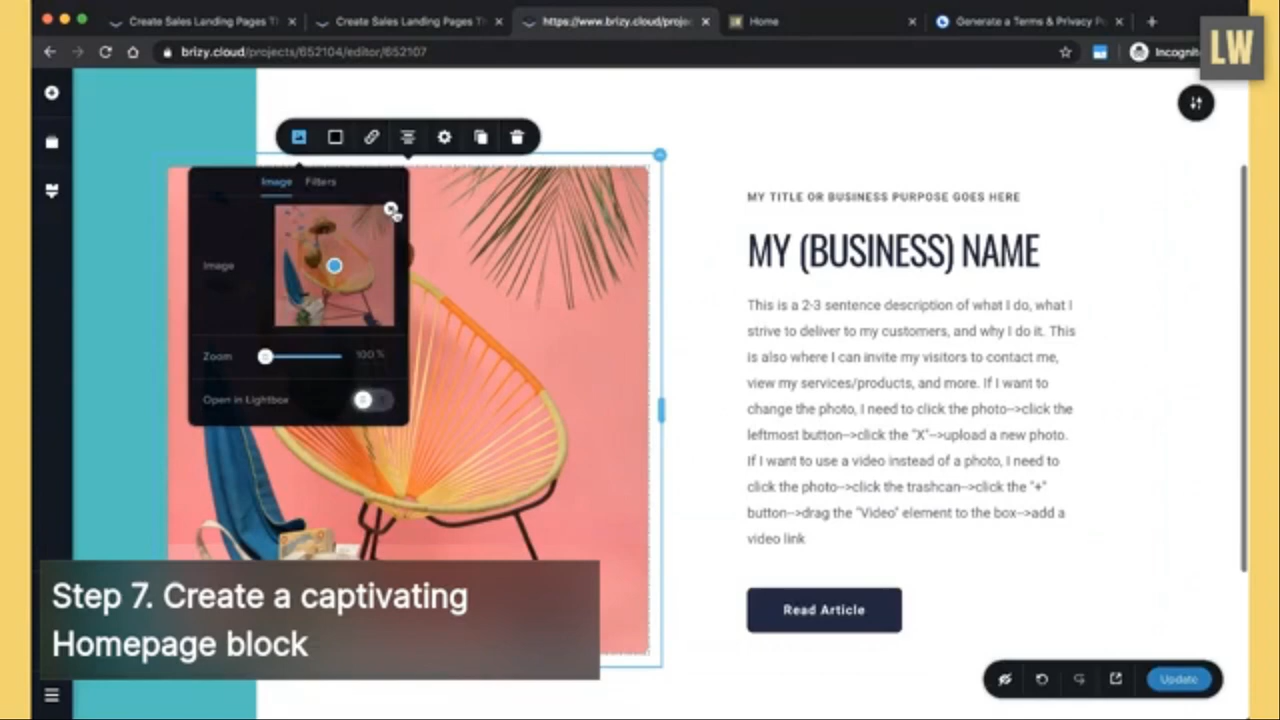 Create Sales Landing Pages T
Create Sales Landing Pages Th
https://www.brizy.cloud/projec
Home
Generate a Terms & Privacy Po
brizy.cloud/projects/652104/editor/652107
Incognit
LW
Image
Filters
Image
Zoom
100 %
Open in Lightbox
MY TITLE OR BUSINESS PURPOSE GOES HERE
MY (BUSINESS) NAME
This is a 2-3 sentence description of what I do, what I
strive to deliver to my customers, and why I do it. This
is also where I can invite my visitors to contact me,
view my services/products, and more. If I want to
change the photo, I need to click the photo-->click the
leftmost button-->click the "X"-->upload a new photo.
If I want to use a video instead of a photo, I need to
click the photo-->click the trashcan-->click the "+"
button-->drag the "Video" element to the box-->add a
video link
Read Article
Step 7. Create a captivating
Homepage block
Update